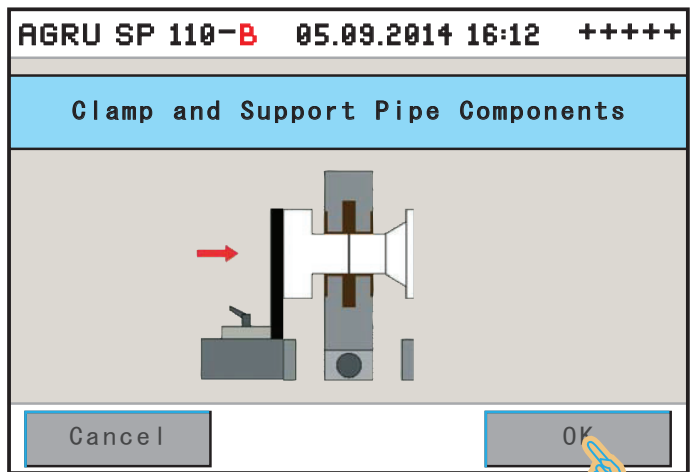 AGRU SP 110-B 05.09.2014 16:12 +++++
Clamp and Support Pipe Components
Cancel
OK